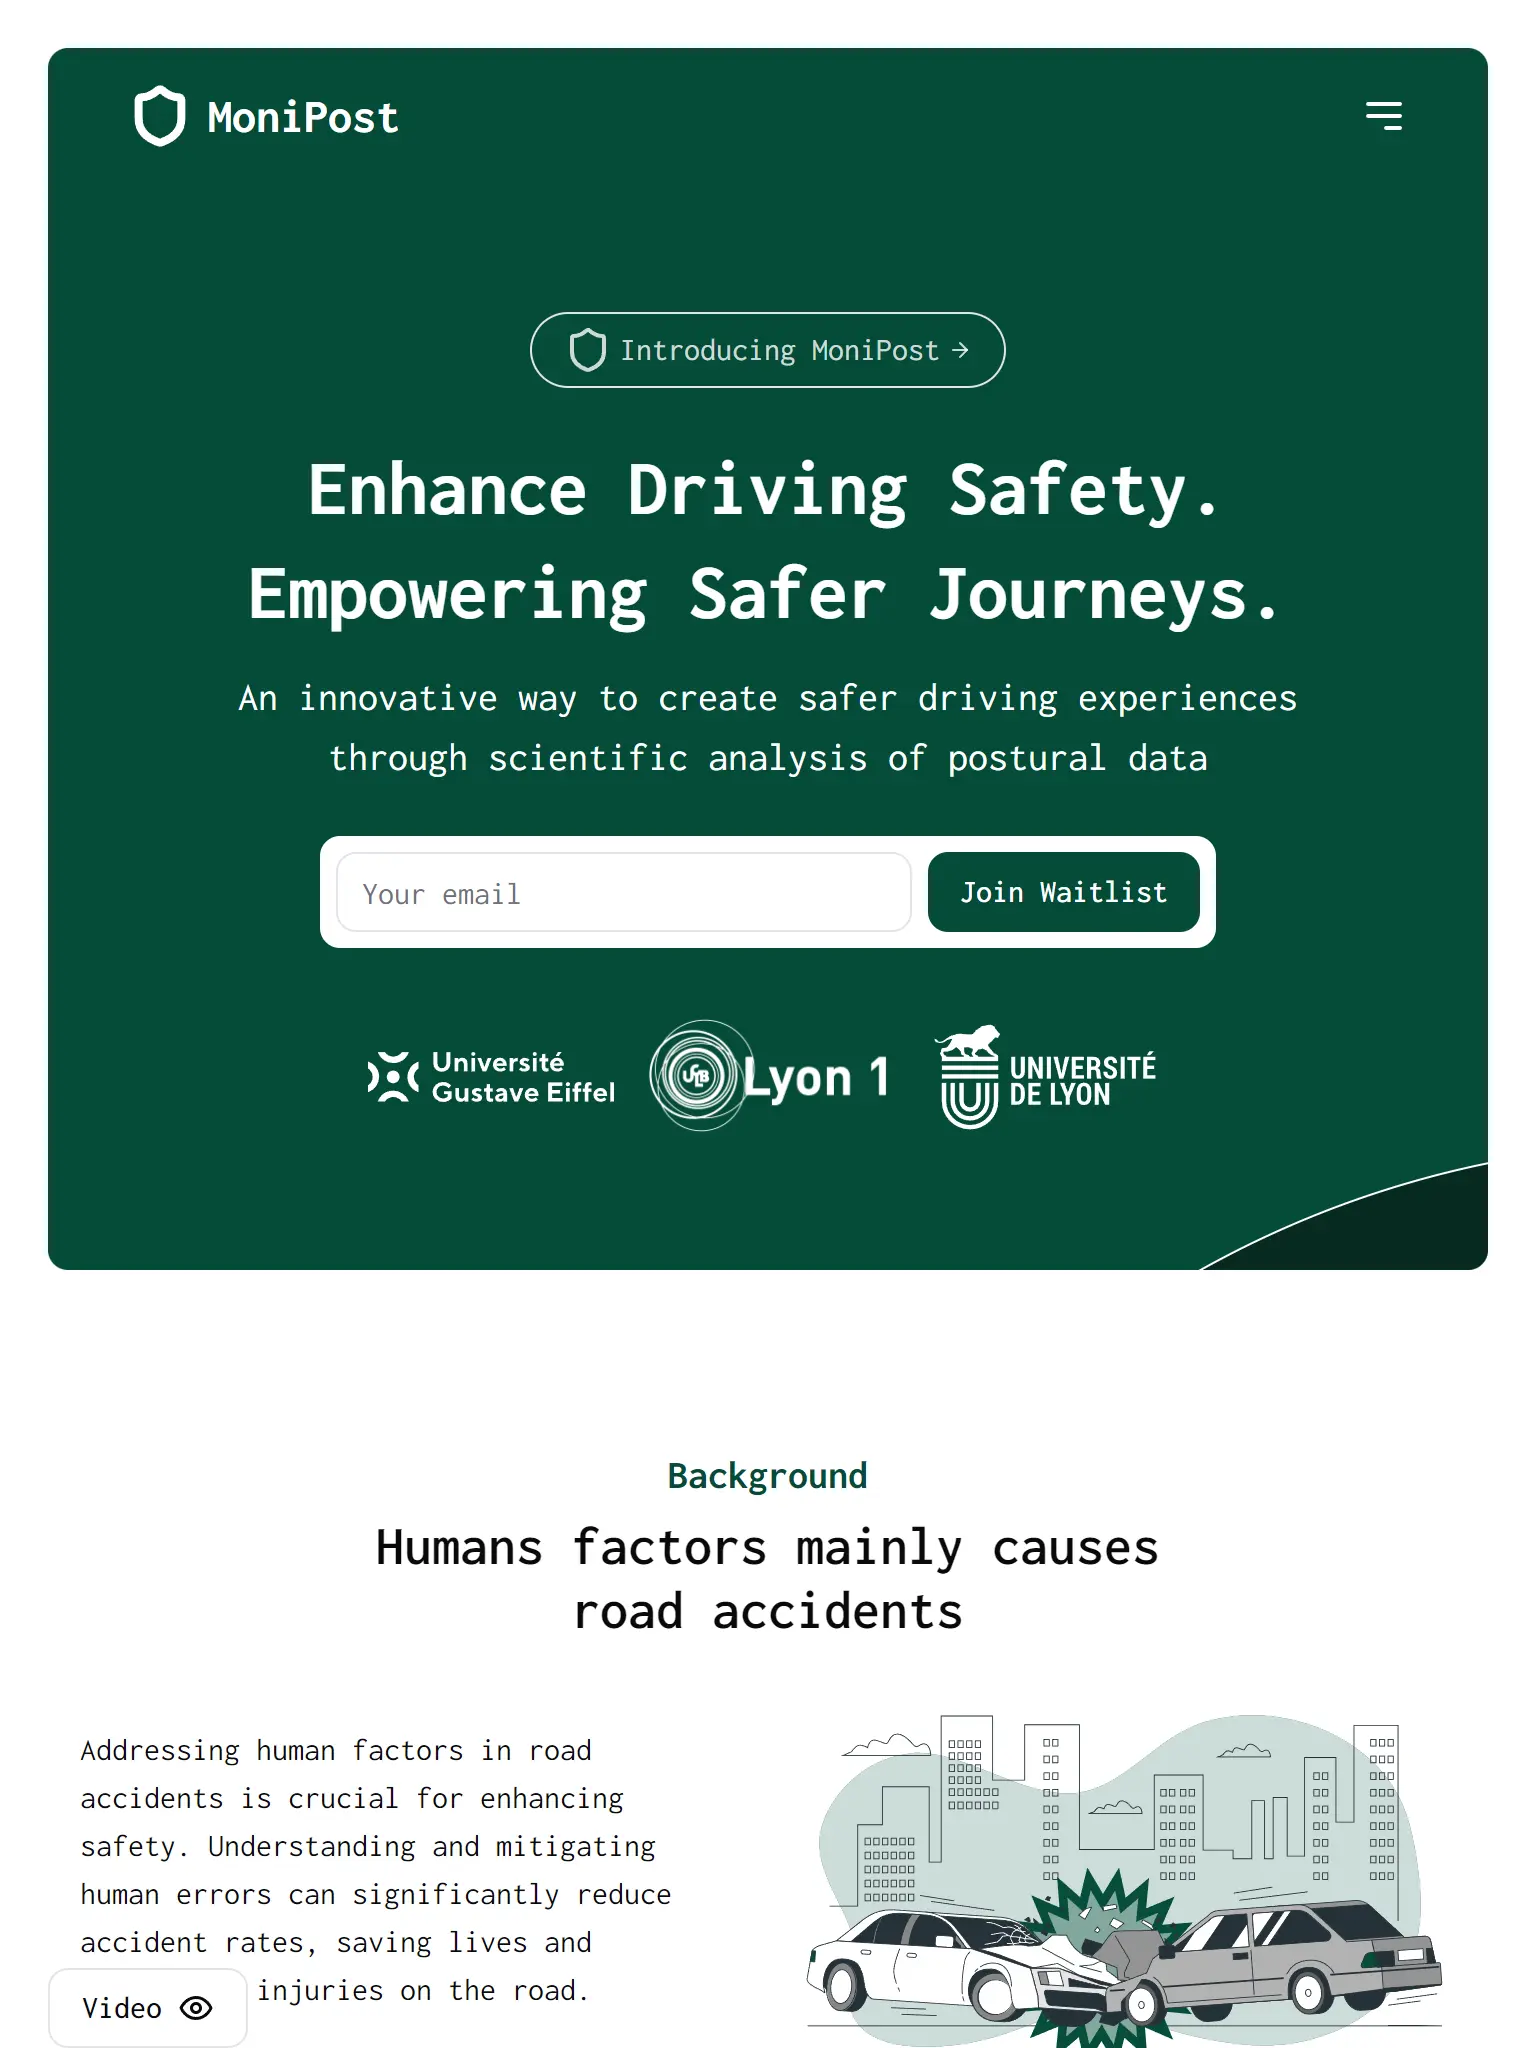 MoniPost
Introducing MoniPost →
Enhance Driving Safety.
Empowering Safer Journeys.
An innovative way to create safer driving experiences
through scientific analysis of postural data
Your email
Join Waitlist
Université
Gustave Eiffel
UCLB
Lyon 1
UNIVERSITÉ
DE LYON
Background
Humans factors mainly causes
road accidents
Addressing human factors in road
accidents is crucial for enhancing
safety. Understanding and mitigating
human errors can significantly reduce
accident rates, saving lives and
injuries on the road.
Video